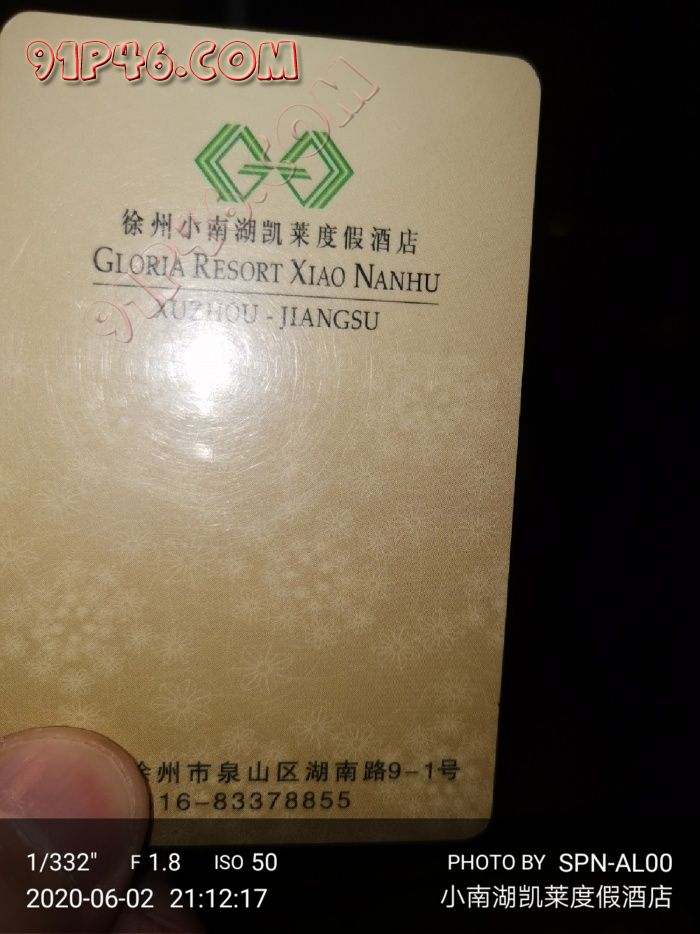 91P46.COM
91P46.COM
徐州小南湖凯莱度假酒店
GLORIA RESORT XIAO NANHU
XUZHOU - JIANGSU
徐州市泉山区湖南路9-1号
16-83378855
1/332" F 1.8 ISO 50
PHOTO BY SPN-AL00
2020-06-02 21:12:17
小南湖凯莱度假酒店